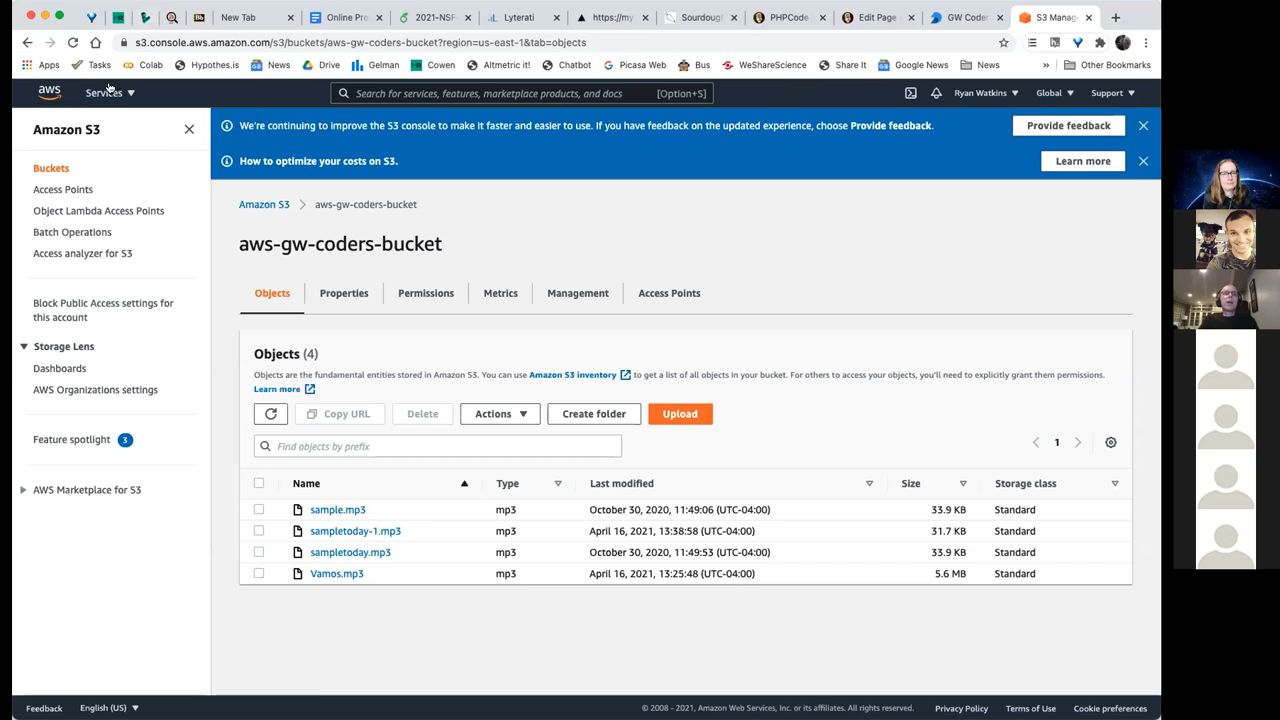 New Tab
Online Pro
2021-NSF
Lyterati
https://my
Sourdough
PHPCode
Edit Page
GW Coder
S3 Manag
s3.console.aws.amazon.com/s3/buckets/aws-gw-coders-bucket?region=us-east-1&tab=objects
Apps Tasks Colab Hypothes.is News Drive Gelman Cowen Altmetric it! Chatbot Picasa Web Bus WeShareScience Share It Google News News » Other Bookmarks
aws Services Search for services, features, marketplace products, and docs [Option+S] Ryan Watkins Global Support
Amazon S3
Buckets
Access Points
Object Lambda Access Points
Batch Operations
Access analyzer for S3
Block Public Access settings for
this account
Storage Lens
Dashboards
AWS Organizations settings
Feature spotlight 3
AWS Marketplace for S3
We're continuing to improve the S3 console to make it faster and easier to use. If you have feedback on the updated experience, choose Provide feedback. Provide feedback
How to optimize your costs on S3. Learn more
Amazon S3 aws-gw-coders-bucket
aws-gw-coders-bucket
Objects Properties Permissions Metrics Management Access Points
Objects (4)
Objects are the fundamental entities stored in Amazon S3. You can use Amazon S3 inventory to get a list of all objects in your bucket. For others to access your objects, you'll need to explicitly grant them permissions.
Learn more
Copy URL Delete Actions Create folder Upload
Find objects by prefix 1
Name Type Last modified Size Storage class
sample.mp3 mp3 October 30, 2020, 11:49:06 (UTC-04:00) 33.9 KB Standard
sampletoday-1.mp3 mp3 April 16, 2021, 13:38:58 (UTC-04:00) 31.7 KB Standard
sampletoday.mp3 mp3 October 30, 2020, 11:49:53 (UTC-04:00) 33.9 KB Standard
Vamos.mp3 mp3 April 16, 2021, 13:25:48 (UTC-04:00) 5.6 MB Standard
Feedback English (US) © 2008 - 2021, Amazon Web Services, Inc. or its affiliates. All rights reserved. Privacy Policy Terms of Use Cookie preferences